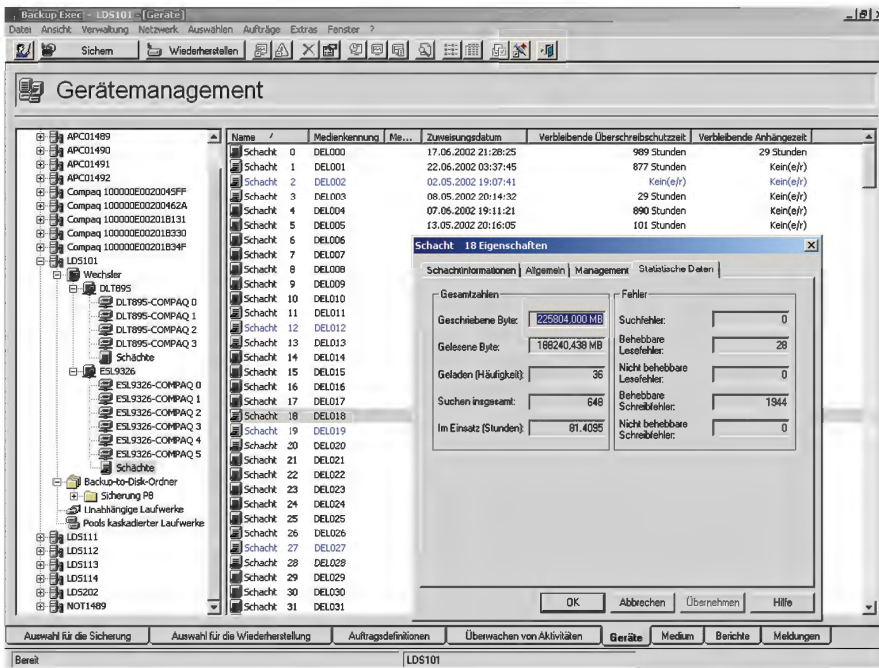 Backup Exec - LDS101 - [Geräte]
Datei Ansicht Verwaltung Netzwerk Auswählen Aufträge Extras Fenster ?
Sichern Wiederherstellen
Gerätemanagement
APC01489
APC01490
APC01491
APC01492
Compaq 100000E0020045FF
Compaq 100000E00200462A
Compaq 100000E00201B131
Compaq 100000E00201B330
Compaq 100000E00201B34F
LDS101
Wechsler
DLT895
DLT895-COMPAQ 0
DLT895-COMPAQ 1
DLT895-COMPAQ 2
DLT895-COMPAQ 3
Schächte
ESL9326
ESL9326-COMPAQ 0
ESL9326-COMPAQ 1
ESL9326-COMPAQ 2
ESL9326-COMPAQ 3
ESL9326-COMPAQ 4
ESL9326-COMPAQ 5
Schächte
Backup-to-Disk-Ordner
Sicherung P8
Unabhängige Laufwerke
Pools kaskadierter Laufwerke
LDS111
LDS112
LDS113
LDS114
LDS202
NOT1489
Name / Medienkennung Me... Zuweisungsdatum Verbleibende Überschreibschutzzeit Verbleibende Anhängezeit
Schacht 0 DEL000 17.06.2002 21:28:25 989 Stunden 29 Stunden
Schacht 1 DEL001 22.06.2002 03:37:45 877 Stunden Kein(e/r)
Schacht 2 DEL002 02.05.2002 19:07:41 Kein(e/r) Kein(e/r)
Schacht 3 DEL003 08.05.2002 20:14:32 29 Stunden Kein(e/r)
Schacht 4 DEL004 07.06.2002 19:11:21 890 Stunden Kein(e/r)
Schacht 5 DEL005 13.05.2002 20:16:05 101 Stunden Kein(e/r)
Schacht 6 DEL006
Schacht 7 DEL007
Schacht 8 DEL008
Schacht 9 DEL009
Schacht 10 DEL010
Schacht 11 DEL011
Schacht 12 DEL012
Schacht 13 DEL013
Schacht 14 DEL014
Schacht 15 DEL015
Schacht 16 DEL016
Schacht 17 DEL017
Schacht 18 DEL018
Schacht 19 DEL019
Schacht 20 DEL020
Schacht 21 DEL021
Schacht 22 DEL022
Schacht 23 DEL023
Schacht 24 DEL024
Schacht 25 DEL025
Schacht 26 DEL026
Schacht 27 DEL027
Schacht 28 DEL028
Schacht 29 DEL029
Schacht 30 DEL030
Schacht 31 DEL031
Schacht 18 Eigenschaften
Schachtinformationen Allgemein Management Statistische Daten
Gesamtzahlen
Geschriebene Byte: 225804,000 MB
Gelesene Byte: 188240,438 MB
Geladen (Häufigkeit): 36
Suchen insgesamt: 648
Im Einsatz (Stunden): 81.4095
Fehler
Suchfehler: 0
Behebbare Lesefehler: 28
Nicht behebbare Lesefehler: 0
Behebbare Schreibfehler: 1944
Nicht behebbare Schreibfehler: 0
OK Abbrechen Übernehmen Hilfe
Auswahl für die Sicherung Auswahl für die Wiederherstellung Auftragsdefinitionen Überwachen von Aktivitäten Geräte Medium Berichte Meldungen
Bereit LDS101